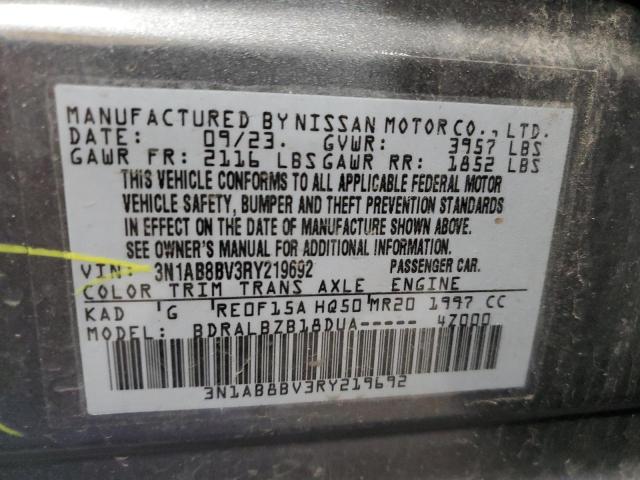 MANUFACTURED BY NISSAN MOTOR CO., LTD.
DATE: 09/23. GVWR: 3957 LBS
GAWR FR: 2116 LBS GAWR RR: 1852 LBS
THIS VEHICLE CONFORMS TO ALL APPLICABLE FEDERAL MOTOR
VEHICLE SAFETY, BUMPER AND THEFT PREVENTION STANDARDS
IN EFFECT ON THE DATE OF MANUFACTURE SHOWN ABOVE.
SEE OWNER'S MANUAL FOR ADDITIONAL INFORMATION.
VIN: 3N1AB8BV3RY219692 PASSENGER CAR.
COLOR TRIM TRANS AXLE ENGINE
KAD G RE0F15A HQ50 MR20 1997 CC
MODEL: BDRALBZB18DUA----- 4Z000
3N1AB8BV3RY219692